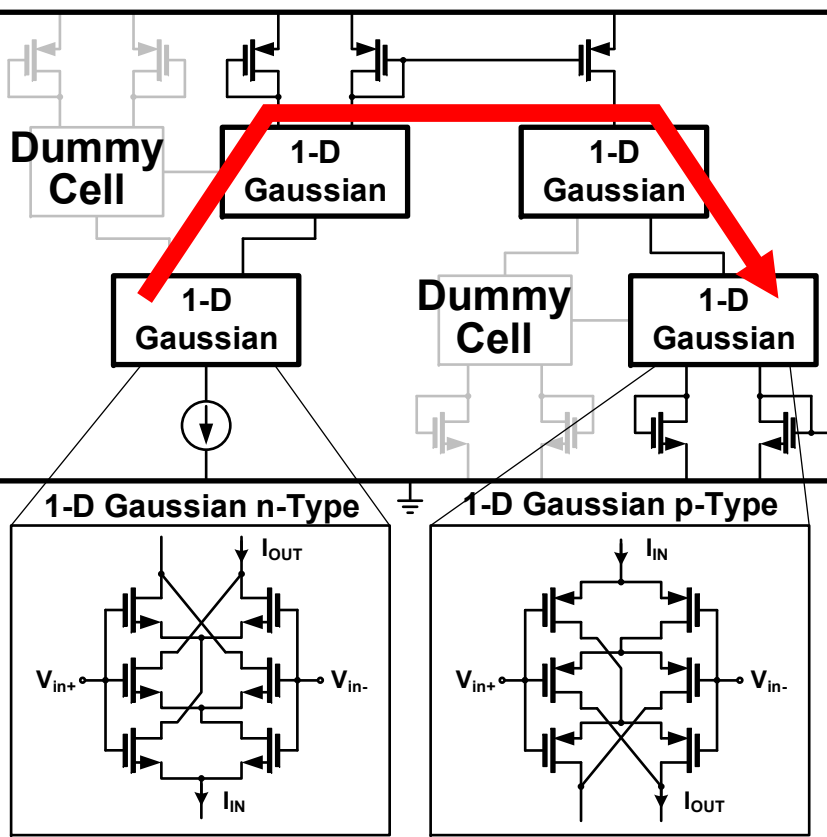 Dummy
Cell
1-D
Gaussian
1-D
Gaussian
1-D
Gaussian
Dummy
Cell
1-D
Gaussian
1-D Gaussian n-Type
1-D Gaussian p-Type
IOUT
Vin+
Vin-
IIN
IIN
Vin+
Vin-
IOUT